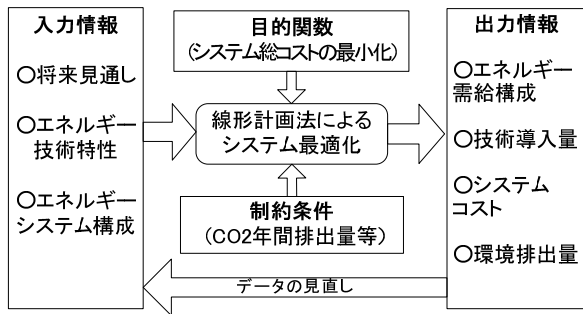 入力情報
○将来見通し
○エネルギー
技術特性
○エネルギー
システム構成
目的関数
(システム総コストの最小化)
線形計画法による
システム最適化
制約条件
(CO2年間排出量等)
出力情報
○エネルギー
需給構成
○技術導入量
○システム
コスト
○環境排出量
データの見直し